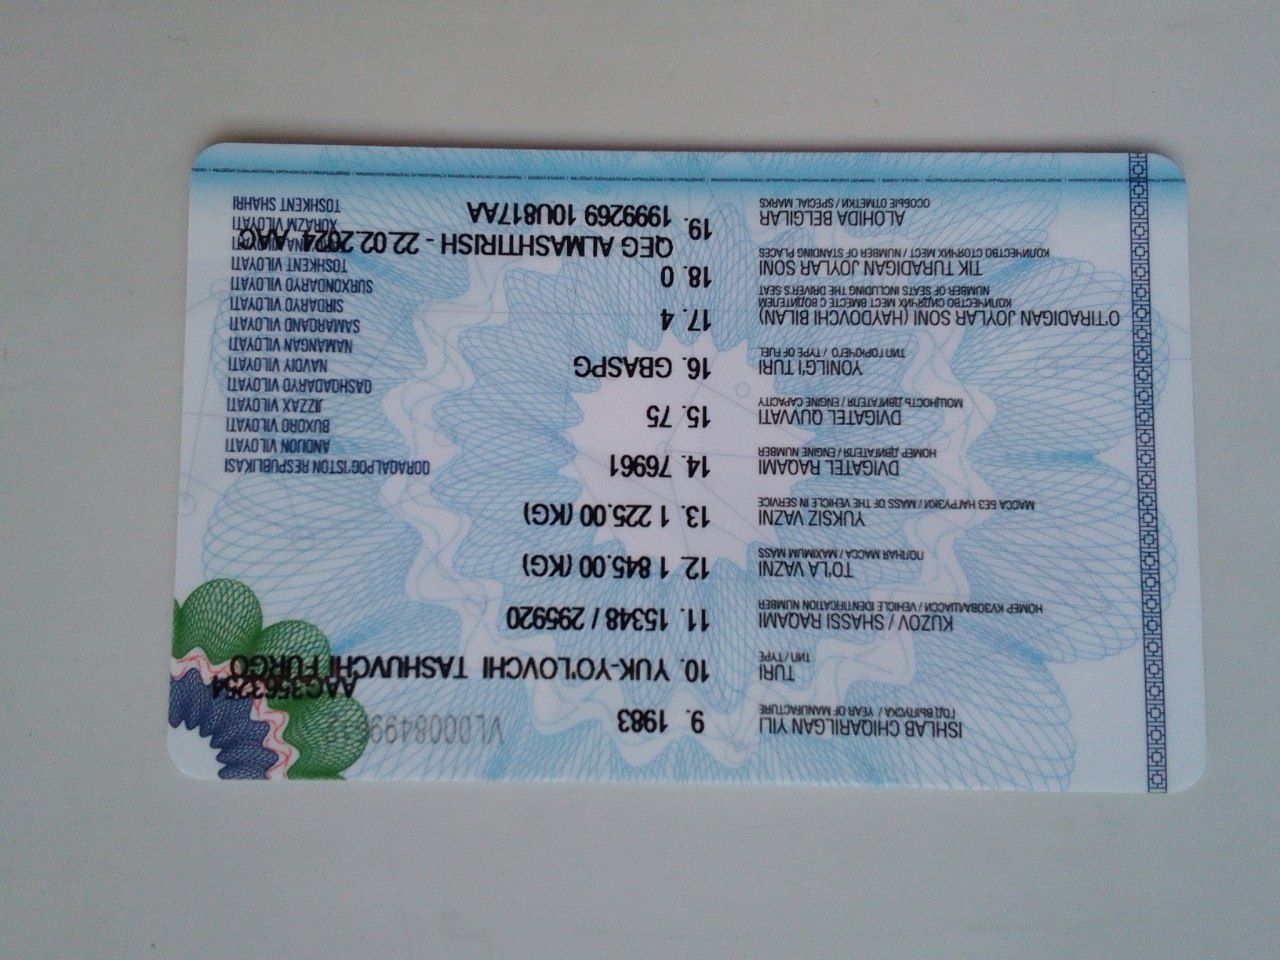 VL0008499612
ISHLAB CHIQARILGAN YILI
ГОД ВЫПУСКА / YEAR OF MANUFACTURE
9. 1983
AAG3563254
TURI
ТИП / TYPE
10. YUK-YO'LOVCHI TASHUVCHI FURGO
KUZOV / SHASSI RAQAMI
НОМЕР КУЗОВА/ШАССИ / VEHICLE IDENTIFICATION NUMBER
11. 15348 / 295920
TO'LA VAZNI
ПОЛНАЯ МАССА / MAXIMUM MASS
12. 1 845.00 (KG)
YUKSIZ VAZNI
МАССА БЕЗ НАГРУЗКИ / MASS OF THE VEHICLE IN SERVICE
13. 1 225.00 (KG)
DVIGATEL RAQAMI
НОМЕР ДВИГАТЕЛЯ / ENGINE NUMBER
14. 76961
DVIGATEL QUVVATI
МОЩНОСТЬ ДВИГАТЕЛЯ / ENGINE CAPACITY
15. 75
YONILG'I TURI
ТИП ГОРЮЧЕГО / TYPE OF FUEL
16. GBASPG
O'TIRADIGAN JOYLAR SONI (HAYDOVCHI BILAN)
КОЛИЧЕСТВО СИДЯЧИХ МЕСТ ВМЕСТЕ С ВОДИТЕЛЕМ
NUMBER OF SEATS INCLUDING THE DRIVER'S SEAT
17. 4
TIK TURADIGAN JOYLAR SONI
КОЛИЧЕСТВО СТОЯЧИХ МЕСТ / NUMBER OF STANDING PLACES
18. 0
QEG ALMASHTIRISH - 22.02.2024
ALOHIDA BELGILAR
ОСОБЫЕ ОТМЕТКИ / SPECIAL MARKS
19. 1999269 10U817AA
QORAQALPOG'ISTON RESPUBLIKASI
ANDIJON VILOYATI
BUXORO VILOYATI
JIZZAX VILOYATI
QASHQADARYO VILOYATI
NAVOIY VILOYATI
NAMANGAN VILOYATI
SAMARQAND VILOYATI
SIRDARYO VILOYATI
SURXONDARYO VILOYATI
TOSHKENT VILOYATI
XORAZM VILOYATI
TOSHKENT SHAHRI